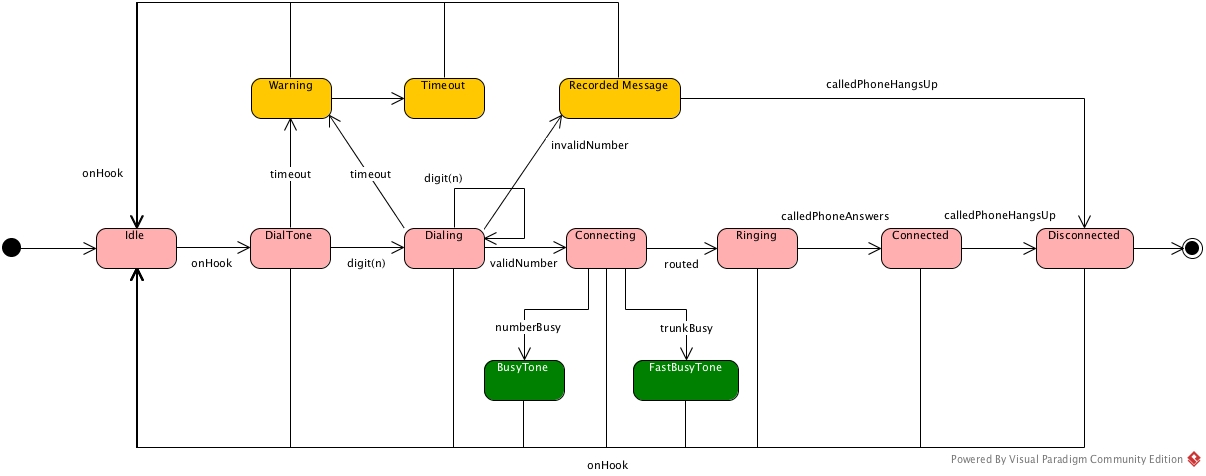 Warning
Timeout
Recorded Message
calledPhoneHangsUp
invalidNumber
onHook
timeout
timeout
digit(n)
calledPhoneAnswers
calledPhoneHangsUp
Idle
DialTone
Dialing
Connecting
Ringing
Connected
Disconnected
onHook
digit(n)
validNumber
routed
numberBusy
trunkBusy
BusyTone
FastBusyTone
onHook
Powered By Visual Paradigm Community Edition